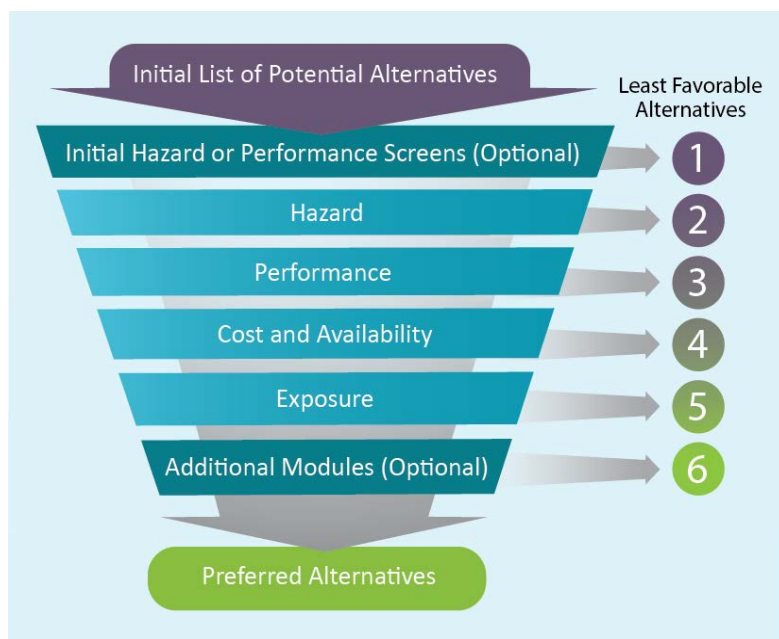 Initial List of Potential Alternatives
Least Favorable
Alternatives
Initial Hazard or Performance Screens (Optional)
1
Hazard
2
Performance
3
Cost and Availability
4
Exposure
5
Additional Modules (Optional)
6
Preferred Alternatives